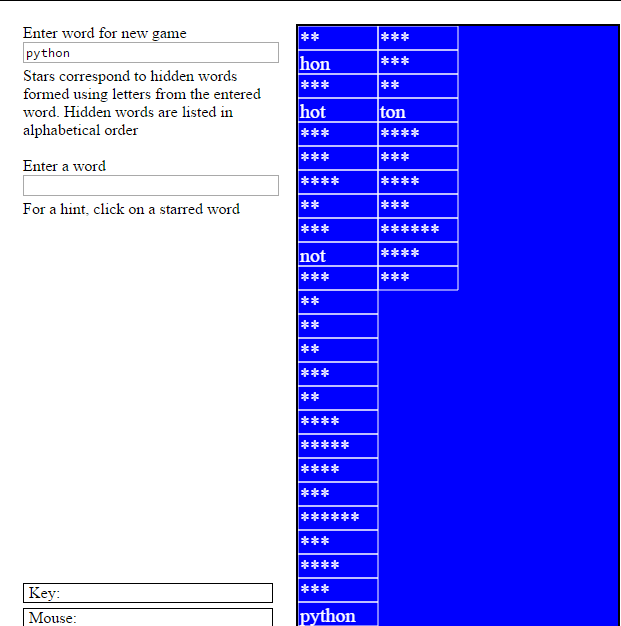 Enter word for new game
python
Stars correspond to hidden words
formed using letters from the entered
word. Hidden words are listed in
alphabetical order
Enter a word
For a hint, click on a starred word
Key:
Mouse:
**
hon
***
hot
***
***
****
**
***
not
***
**
**
**
***
**
****
*****
****
***
******
***
****
***
python
***
***
**
ton
****
***
****
***
******
****
***